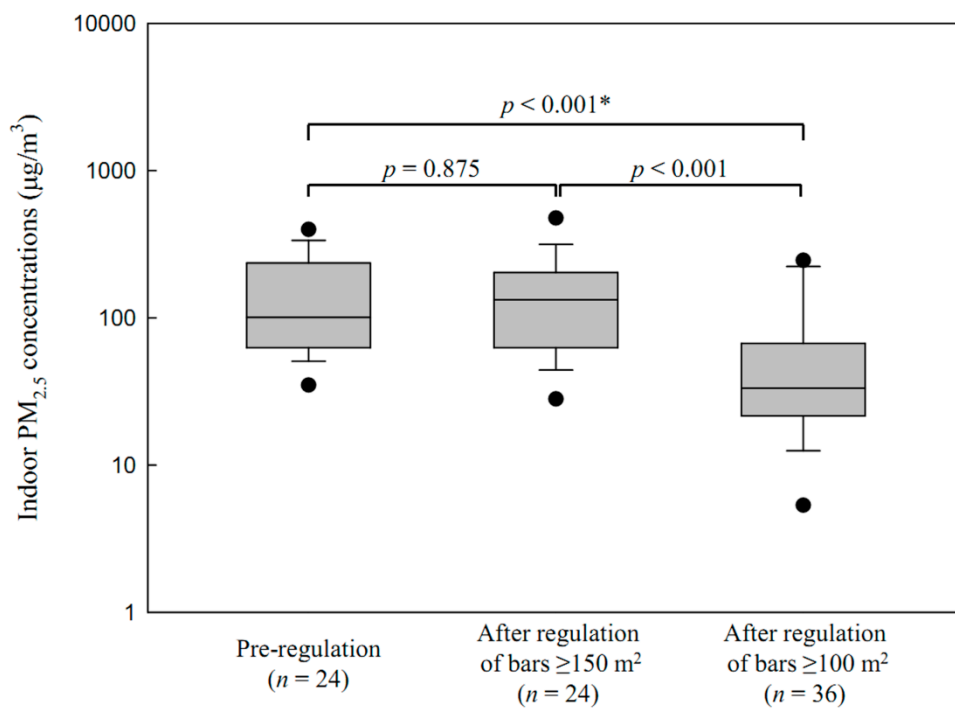 10000
1000
100
10
1
Indoor PM2.5 concentrations (µg/m³)
p < 0.001*
p = 0.875
p < 0.001
Pre-regulation
(n = 24)
After regulation
of bars ≥150 m²
(n = 24)
After regulation
of bars ≥100 m²
(n = 36)